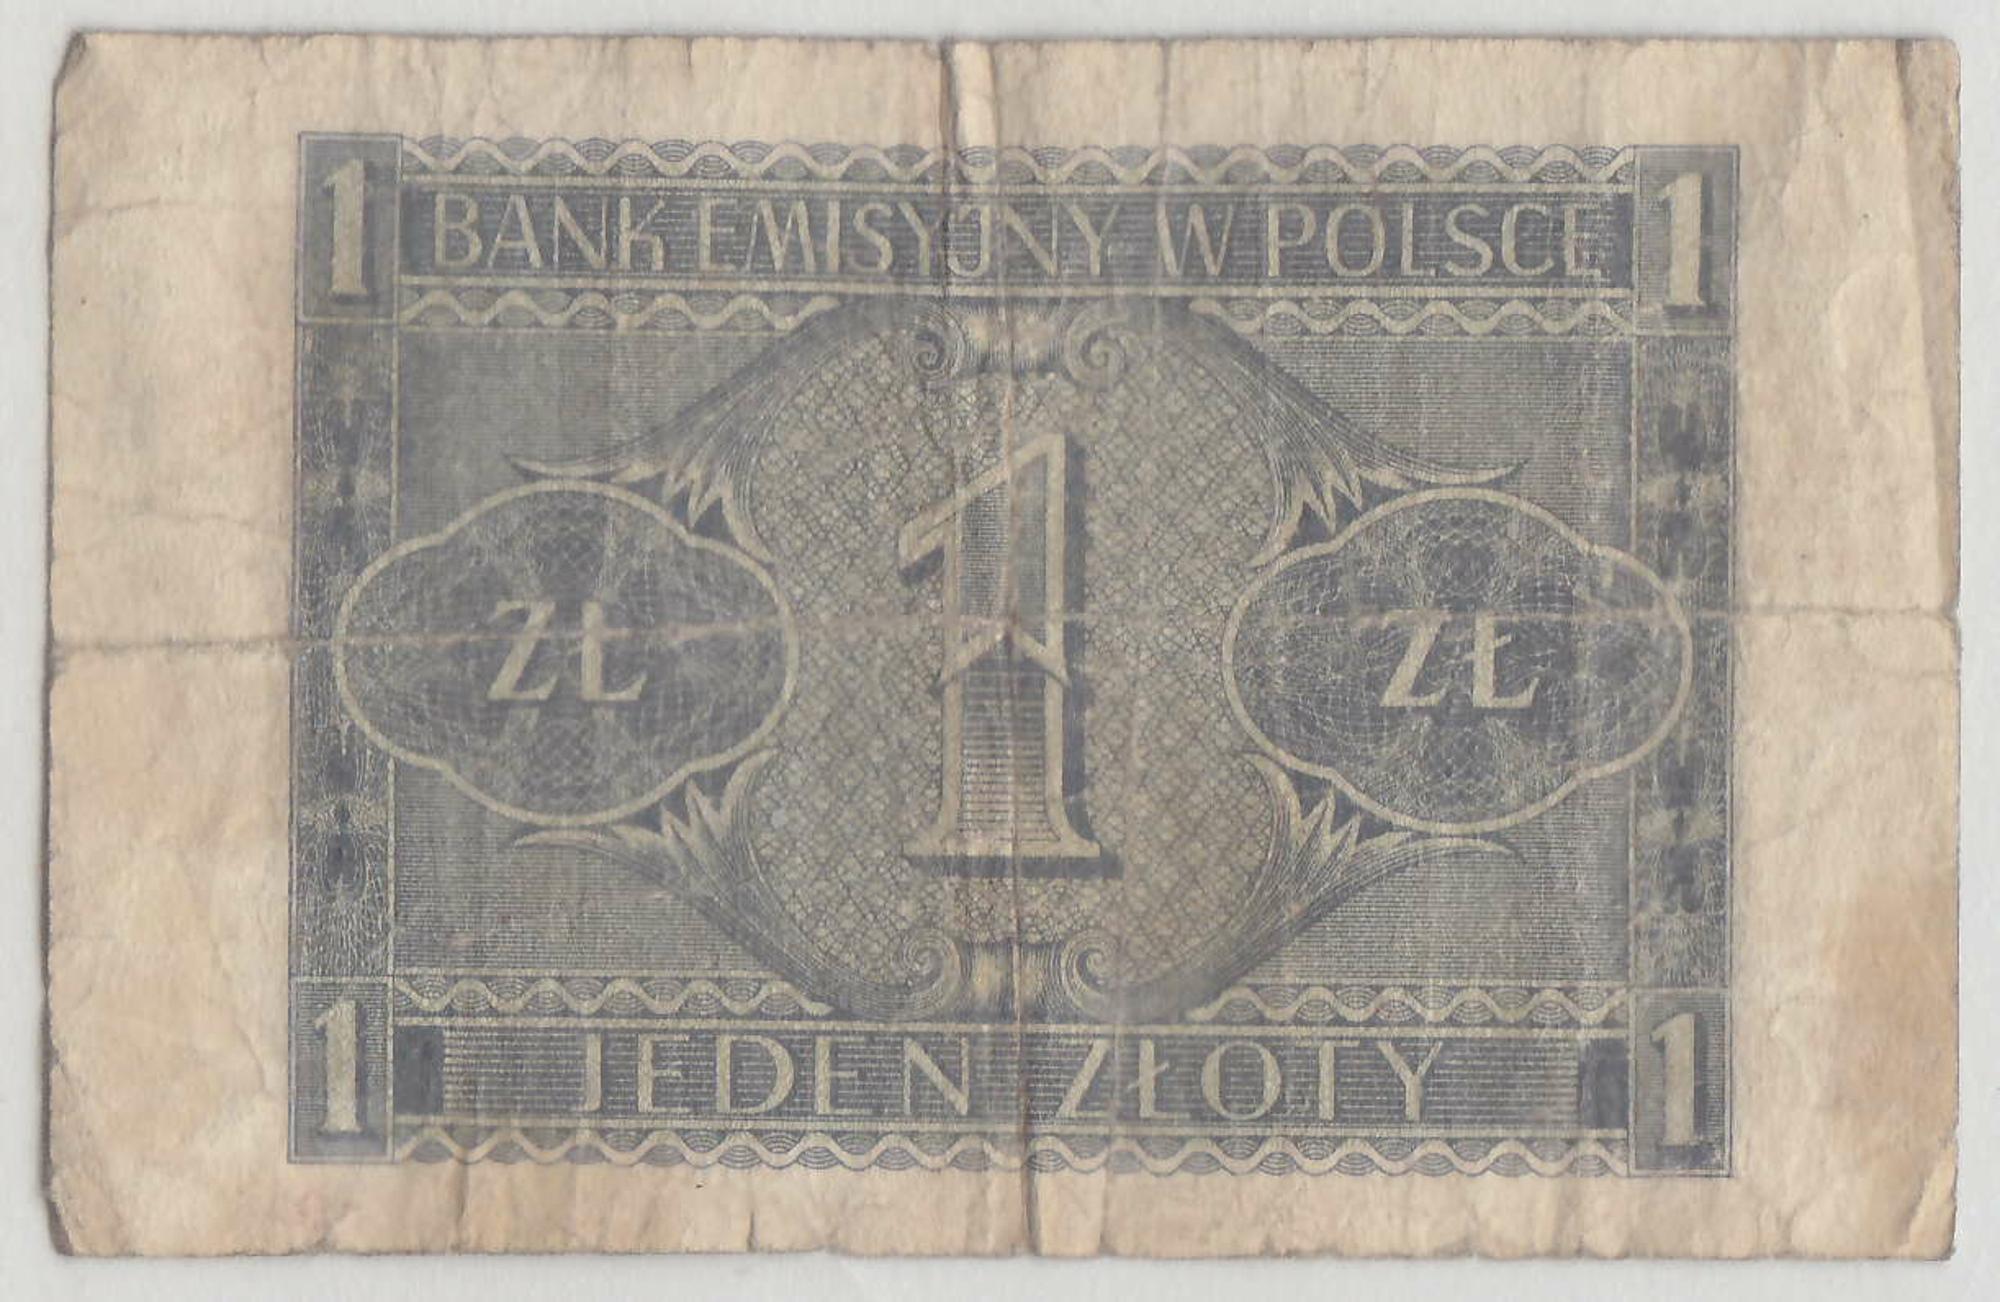 1 BANK EMISYJNY W POLSCE 1
1
ZŁ ZŁ
1 JEDEN ZŁOTY 1